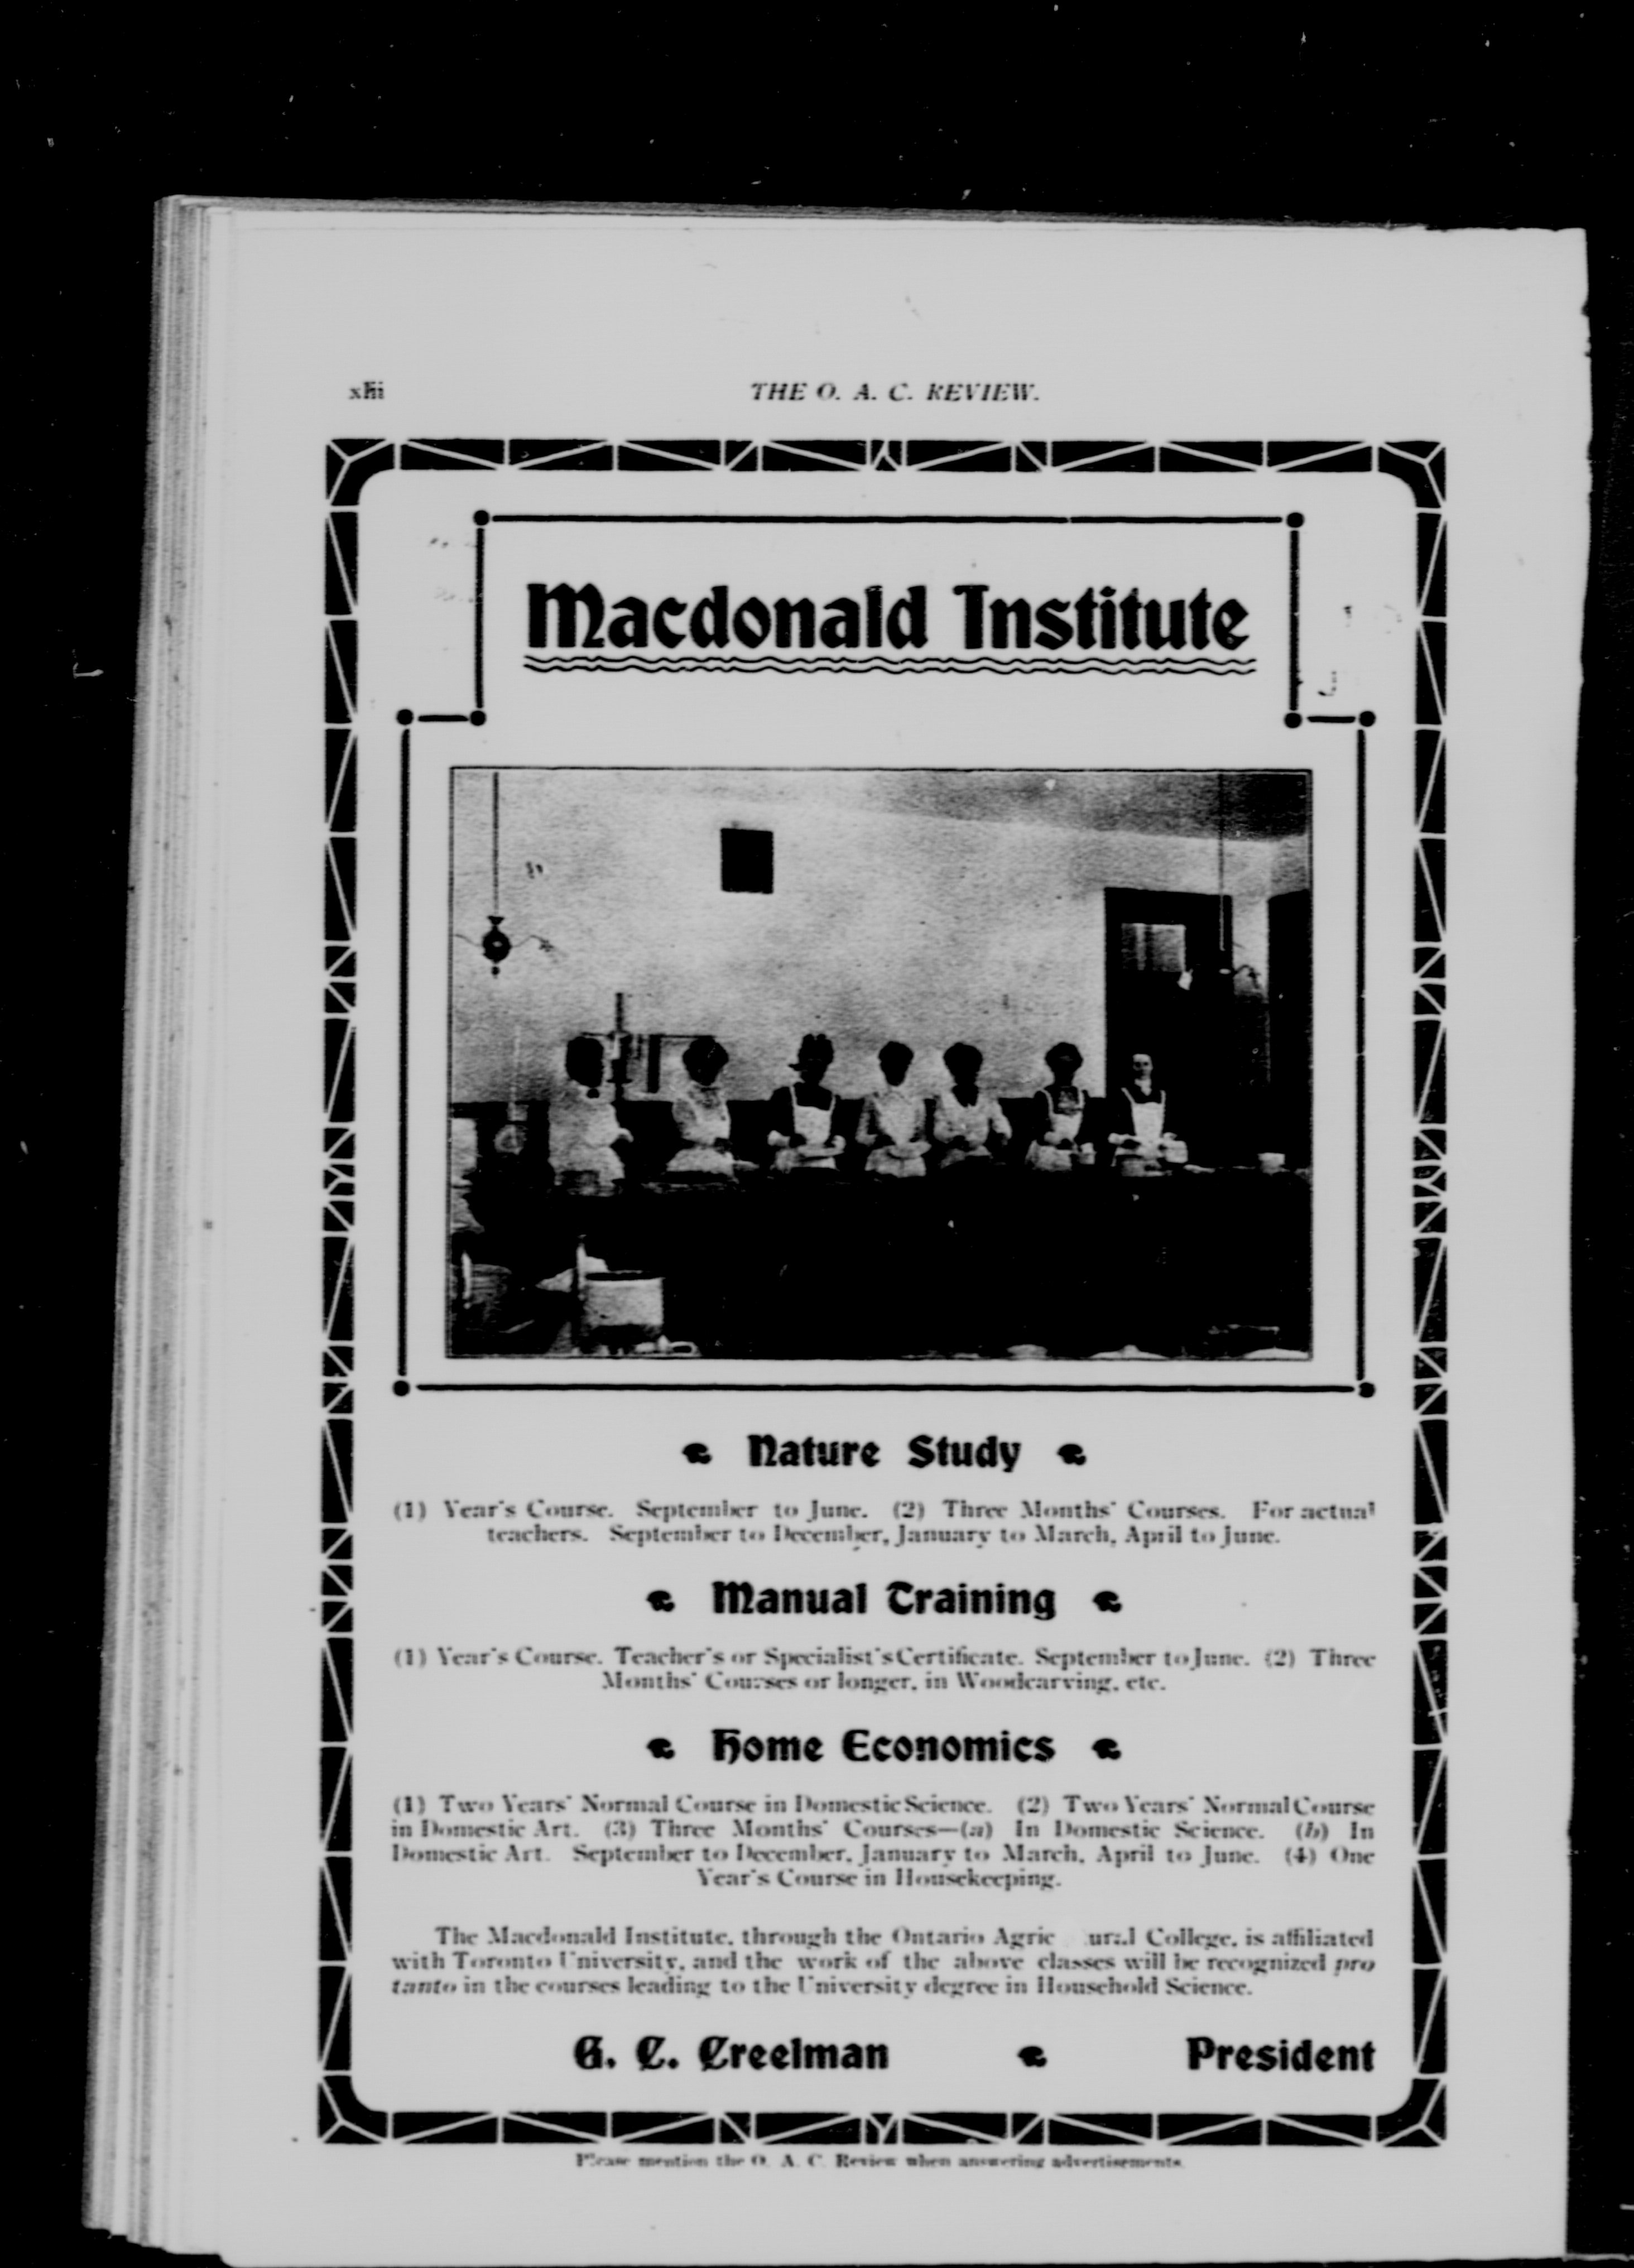 THE O. A. C. REVIEW.
Macdonald Institute
Nature Study
(1) Year's Course. September to June. (2) Three Months' Courses. For actual
teachers. September to December, January to March, April to June.
Manual Training
(1) Year's Course. Teacher's or Specialist's Certificate. September to June. (2) Three
Months' Courses or longer, in Woodcarving, etc.
Home Economics
(1) Two Years' Normal Course in Domestic Science. (2) Two Years' Normal Course
in Domestic Art. (3) Three Months' Courses—(a) In Domestic Science. (b) In
Domestic Art. September to December, January to March, April to June. (4) One
Year's Course in Housekeeping.
The Macdonald Institute, through the Ontario Agric ural College, is affiliated
with Toronto University, and the work of the above classes will be recognized pro
tanto in the courses leading to the University degree in Household Science.
G. C. Creelman President
Please mention the O. A. C. Review when answering advertisements.